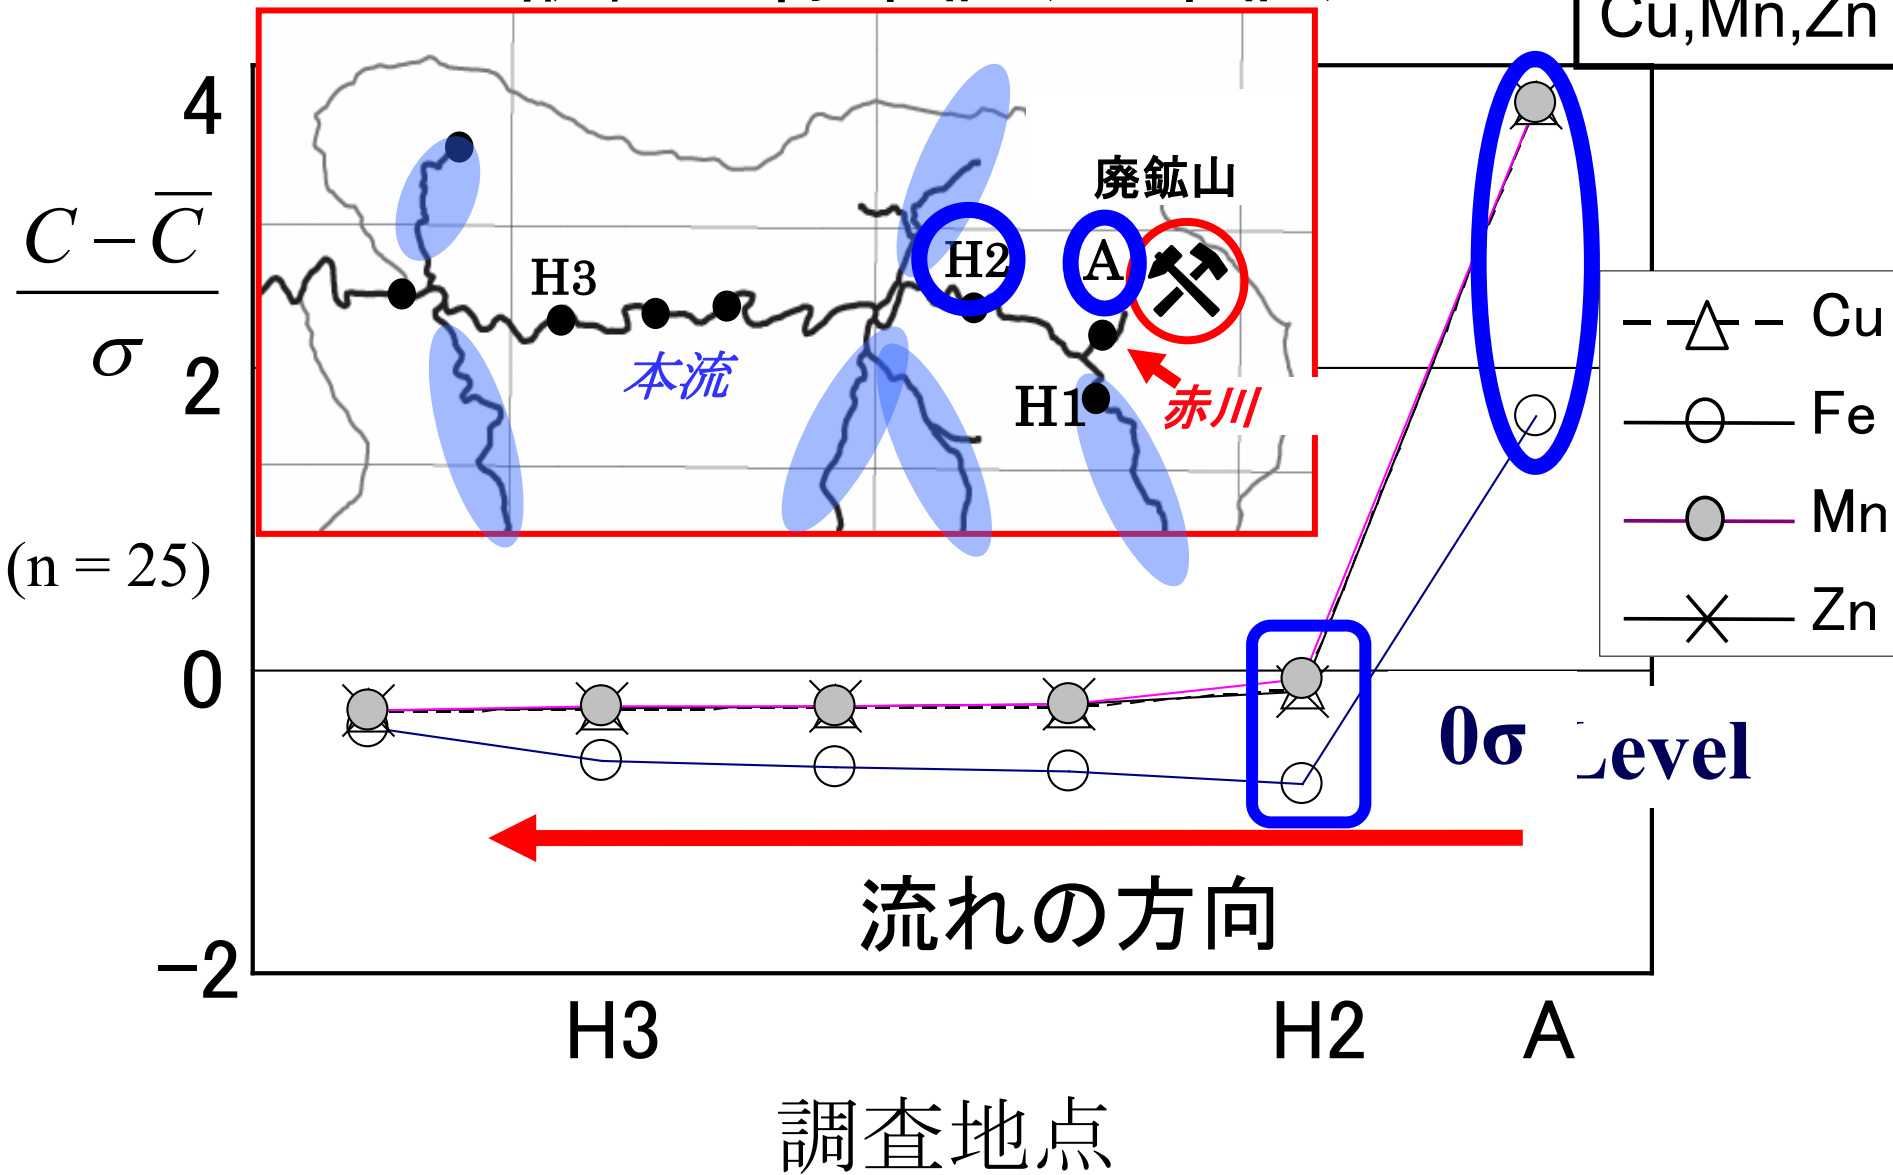 Cu,Mn,Zn
4
C − C̄
σ
2
(n = 25)
0
−2
廃鉱山
H3
H2
A
本流
H1
赤川
Cu
Fe
Mn
Zn
0σ Level
流れの方向
H3
H2
A
調査地点